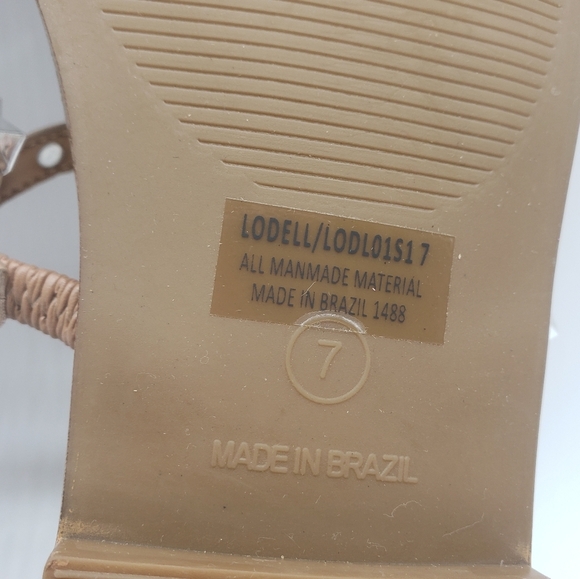 LODELL/LODL01S1 7
ALL MANMADE MATERIAL
MADE IN BRAZIL 1488
7
MADE IN BRAZIL